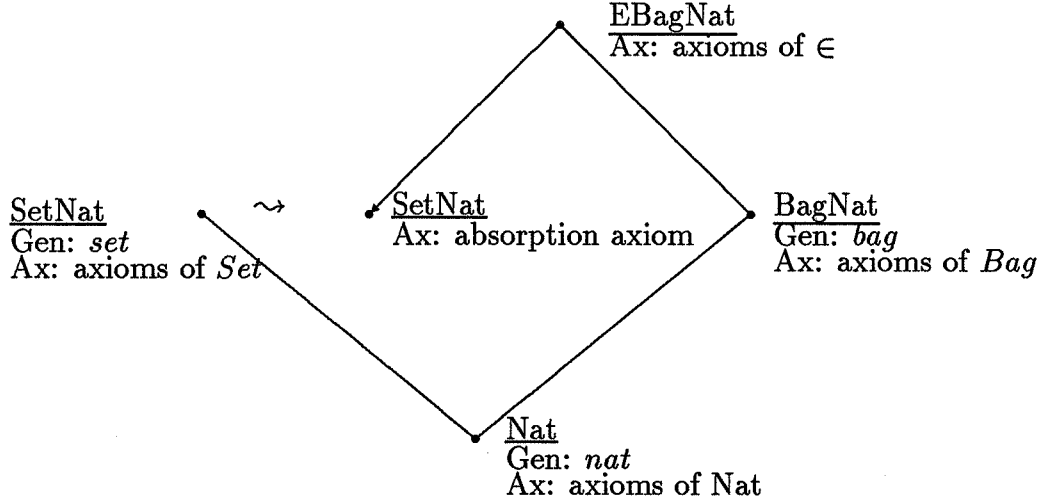 EBagNat
Ax: axioms of ∈
SetNat
Gen: set
Ax: axioms of Set
⤳
SetNat
Ax: absorption axiom
BagNat
Gen: bag
Ax: axioms of Bag
Nat
Gen: nat
Ax: axioms of Nat